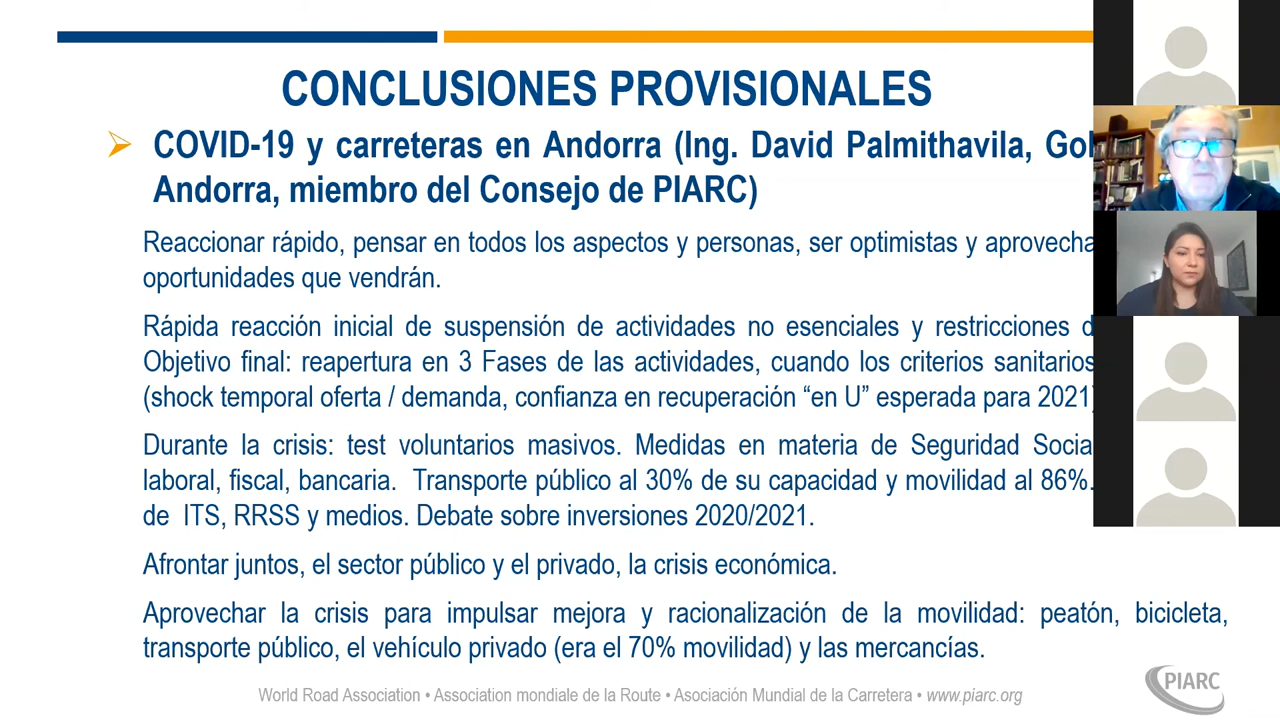 CONCLUSIONES PROVISIONALES
COVID-19 y carreteras en Andorra (Ing. David Palmithavila,
Andorra, miembro del Consejo de PIARC)
Reaccionar rápido, pensar en todos los aspectos y personas, ser optimistas y
oportunidades que vendrán.
Rápida reacción inicial de suspensión de actividades no esenciales y restricciones
Objetivo final: reapertura en 3 Fases de las actividades, cuando los criterios sanitarios
(shock temporal oferta / demanda, confianza en recuperación “en U” esperada para 2021)
Durante la crisis: test voluntarios masivos. Medidas en materia de Seguridad
laboral, fiscal, bancaria. Transporte público al 30% de su capacidad y movilidad al 86%.
de ITS, RRSS y medios. Debate sobre inversiones 2020/2021.
Afrontar juntos, el sector público y el privado, la crisis económica.
Aprovechar la crisis para impulsar mejora y racionalización de la movilidad: peatón, bicicleta,
transporte público, el vehículo privado (era el 70% movilidad) y las mercancías.
World Road Association • Association mondiale de la Route • Asociación Mundial de la Carretera • www.piarc.org
PIARC